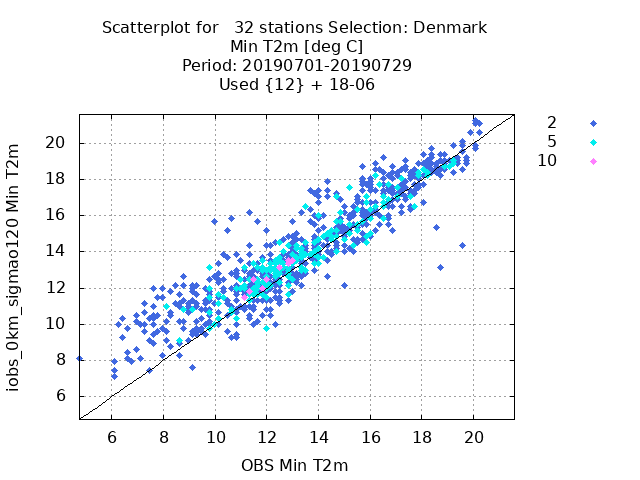 Scatterplot for   32 stations Selection: Denmark
Min T2m [deg C]
Period: 20190701-20190729
Used {12} + 18-06
2
5
10
iobs_0km_sigmao120 Min T2m
20
18
16
14
12
10
8
6
6 8 10 12 14 16 18 20
OBS Min T2m